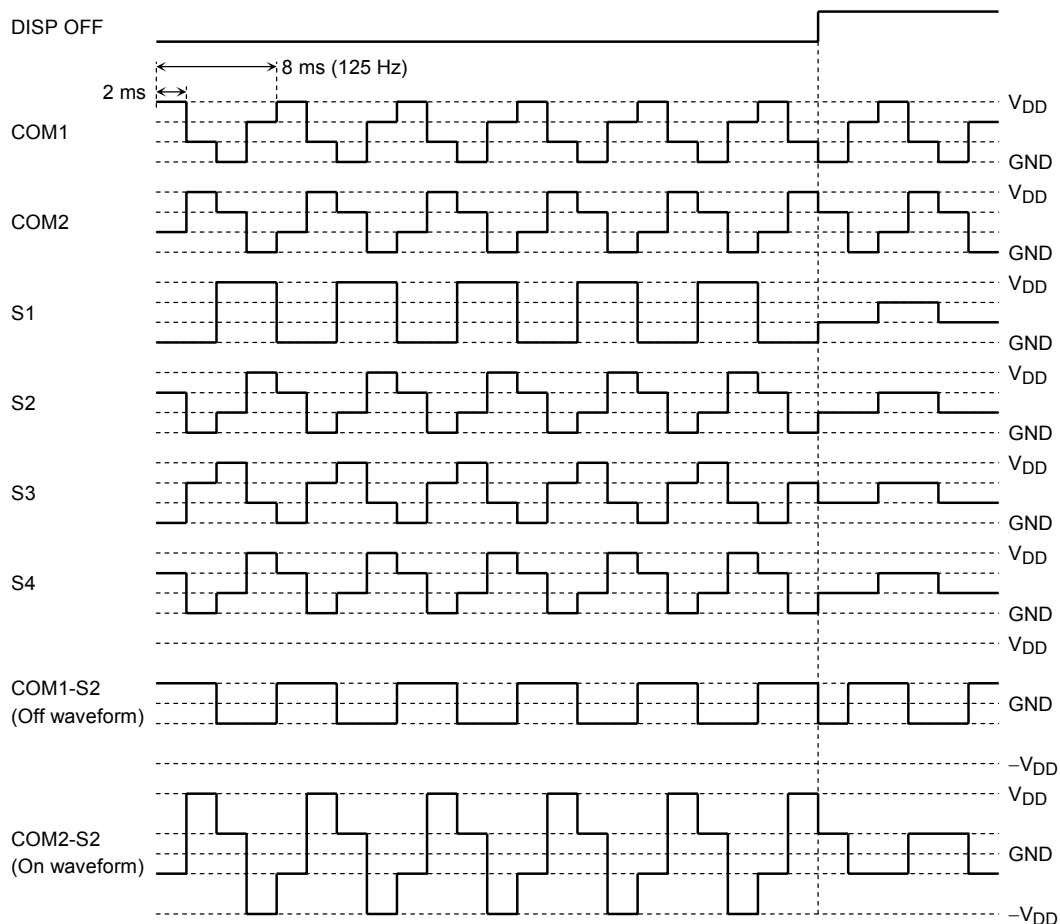 DISP OFF
8 ms (125 Hz)
2 ms
VDD
COM1
GND
VDD
COM2
GND
VDD
S1
GND
VDD
S2
GND
VDD
S3
GND
VDD
S4
GND
VDD
COM1-S2
(Off waveform)
GND
−VDD
VDD
COM2-S2
(On waveform)
GND
−VDD